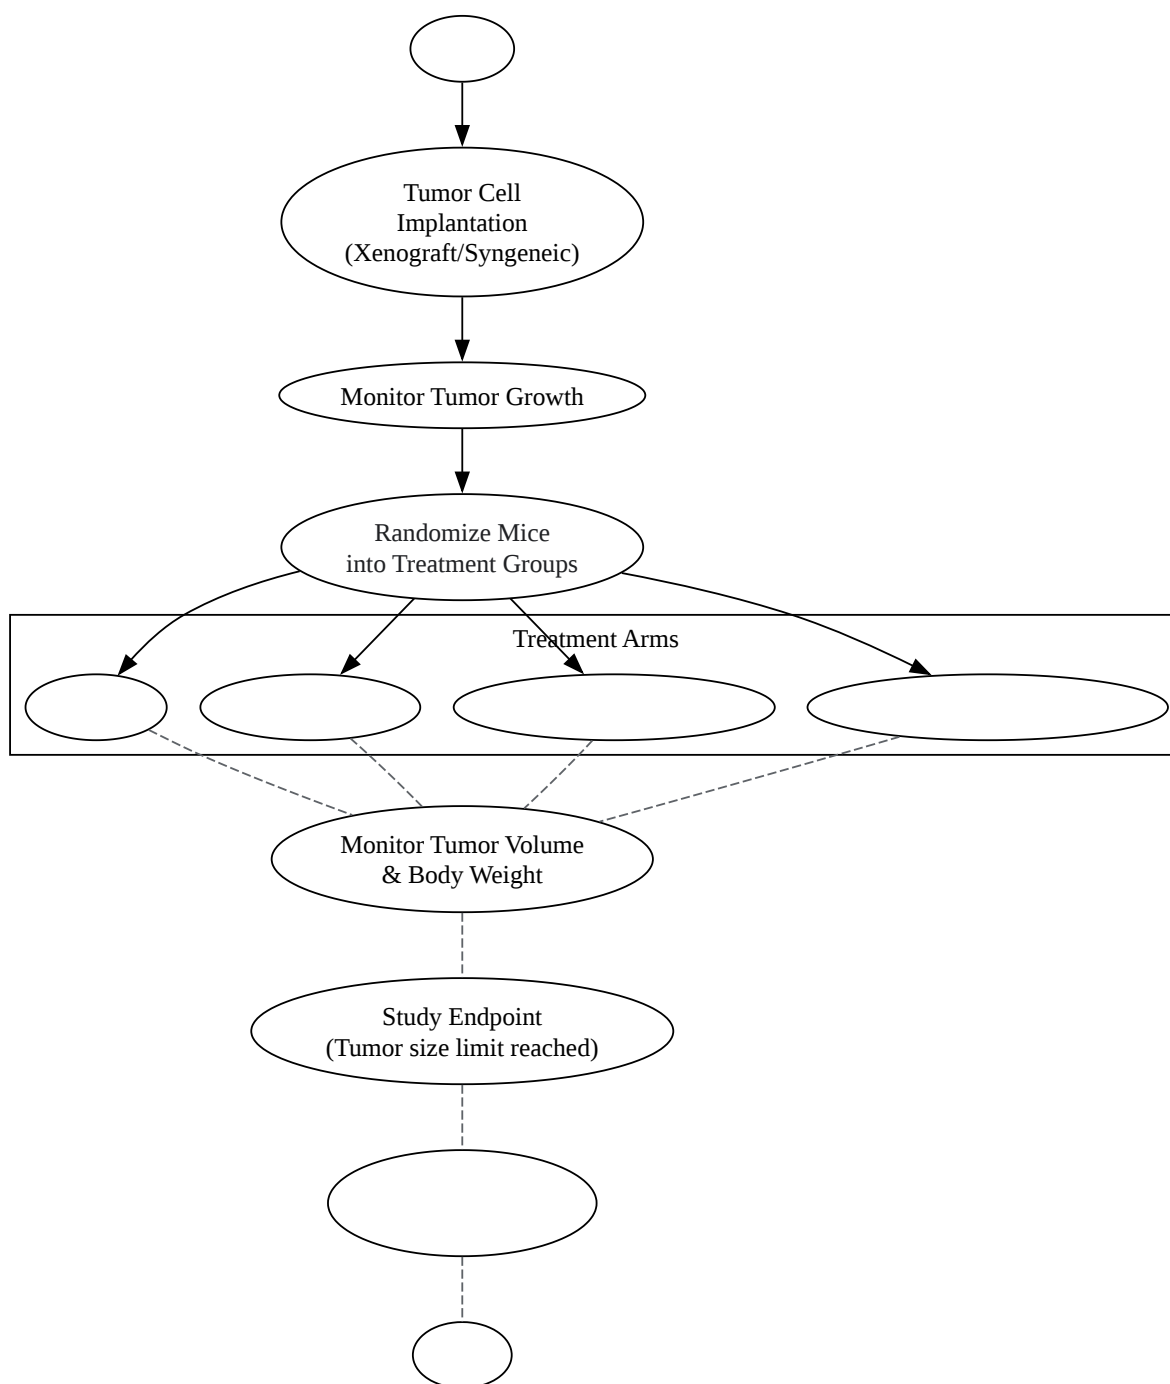 Tumor Cell
Implantation
(Xenograft/Syngeneic)
Monitor Tumor Growth
Randomize Mice
into Treatment Groups
Treatment Arms
Monitor Tumor Volume
& Body Weight
Study Endpoint
(Tumor size limit reached)